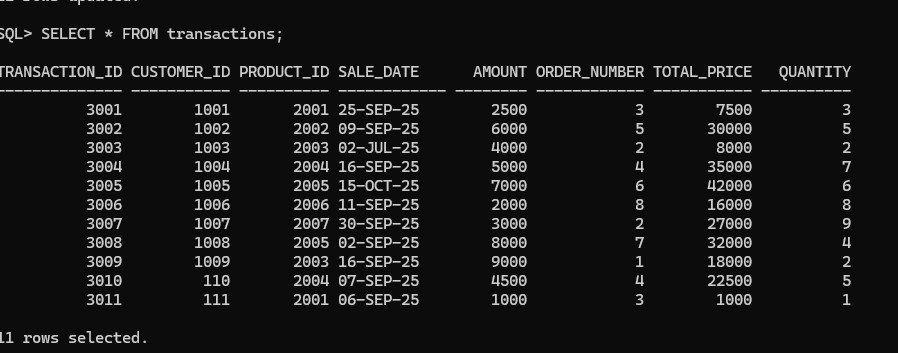 rows updated.
SQL> SELECT * FROM transactions;
TRANSACTION_ID CUSTOMER_ID PRODUCT_ID SALE_DATE AMOUNT ORDER_NUMBER TOTAL_PRICE QUANTITY
-------------- ----------- ---------- ------------ -------- ------------ ----------- ----------
3001 1001 2001 25-SEP-25 2500 3 7500 3
3002 1002 2002 09-SEP-25 6000 5 30000 5
3003 1003 2003 02-JUL-25 4000 2 8000 2
3004 1004 2004 16-SEP-25 5000 4 35000 7
3005 1005 2005 15-OCT-25 7000 6 42000 6
3006 1006 2006 11-SEP-25 2000 8 16000 8
3007 1007 2007 30-SEP-25 3000 2 27000 9
3008 1008 2005 02-SEP-25 8000 7 32000 4
3009 1009 2003 16-SEP-25 9000 1 18000 2
3010 110 2004 07-SEP-25 4500 4 22500 5
3011 111 2001 06-SEP-25 1000 3 1000 1
11 rows selected.